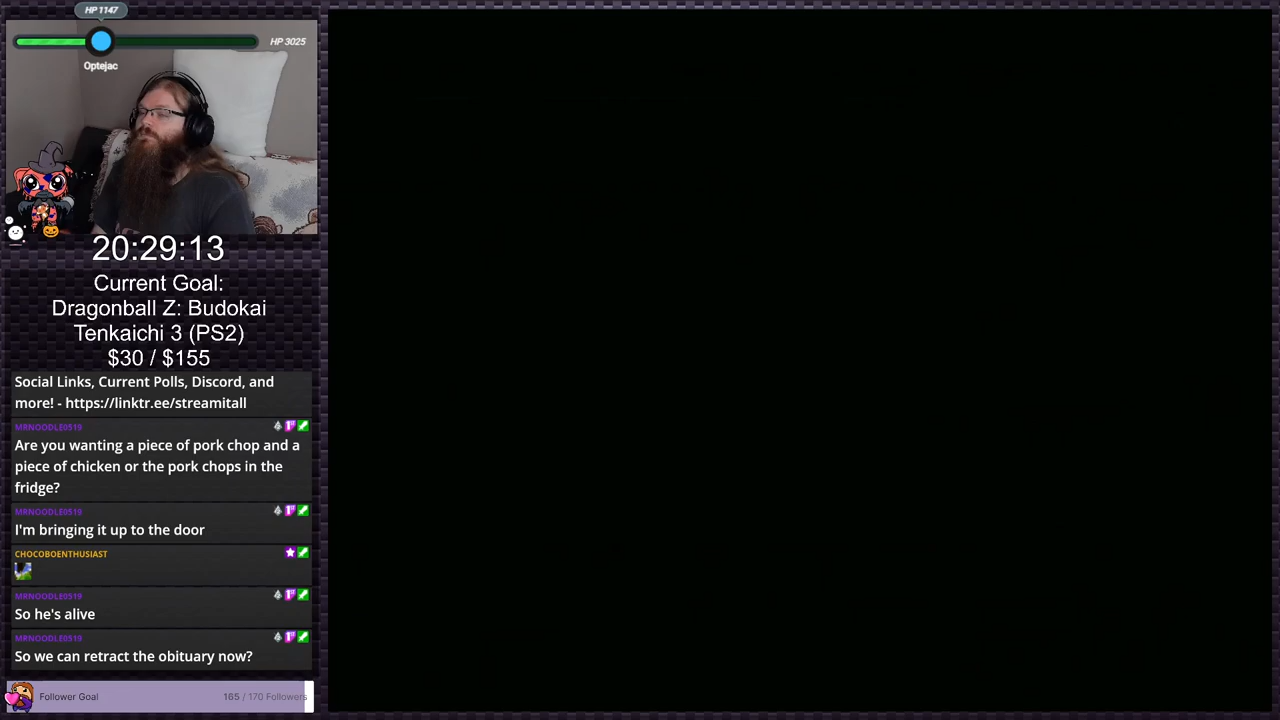 HP 1147
HP 3025
Optejac
20:29:13
Current Goal:
Dragonball Z: Budokai
Tenkaichi 3 (PS2)
$30 / $155
Social Links, Current Polls, Discord, and
more! - https://linktr.ee/streamitall
MRNOODLE0519
Are you wanting a piece of pork chop and a
piece of chicken or the pork chops in the
fridge?
MRNOODLE0519
I'm bringing it up to the door
CHOCOBOENTHUSIAST
MRNOODLE0519
So he's alive
MRNOODLE0519
So we can retract the obituary now?
Follower Goal
165 / 170 Followers